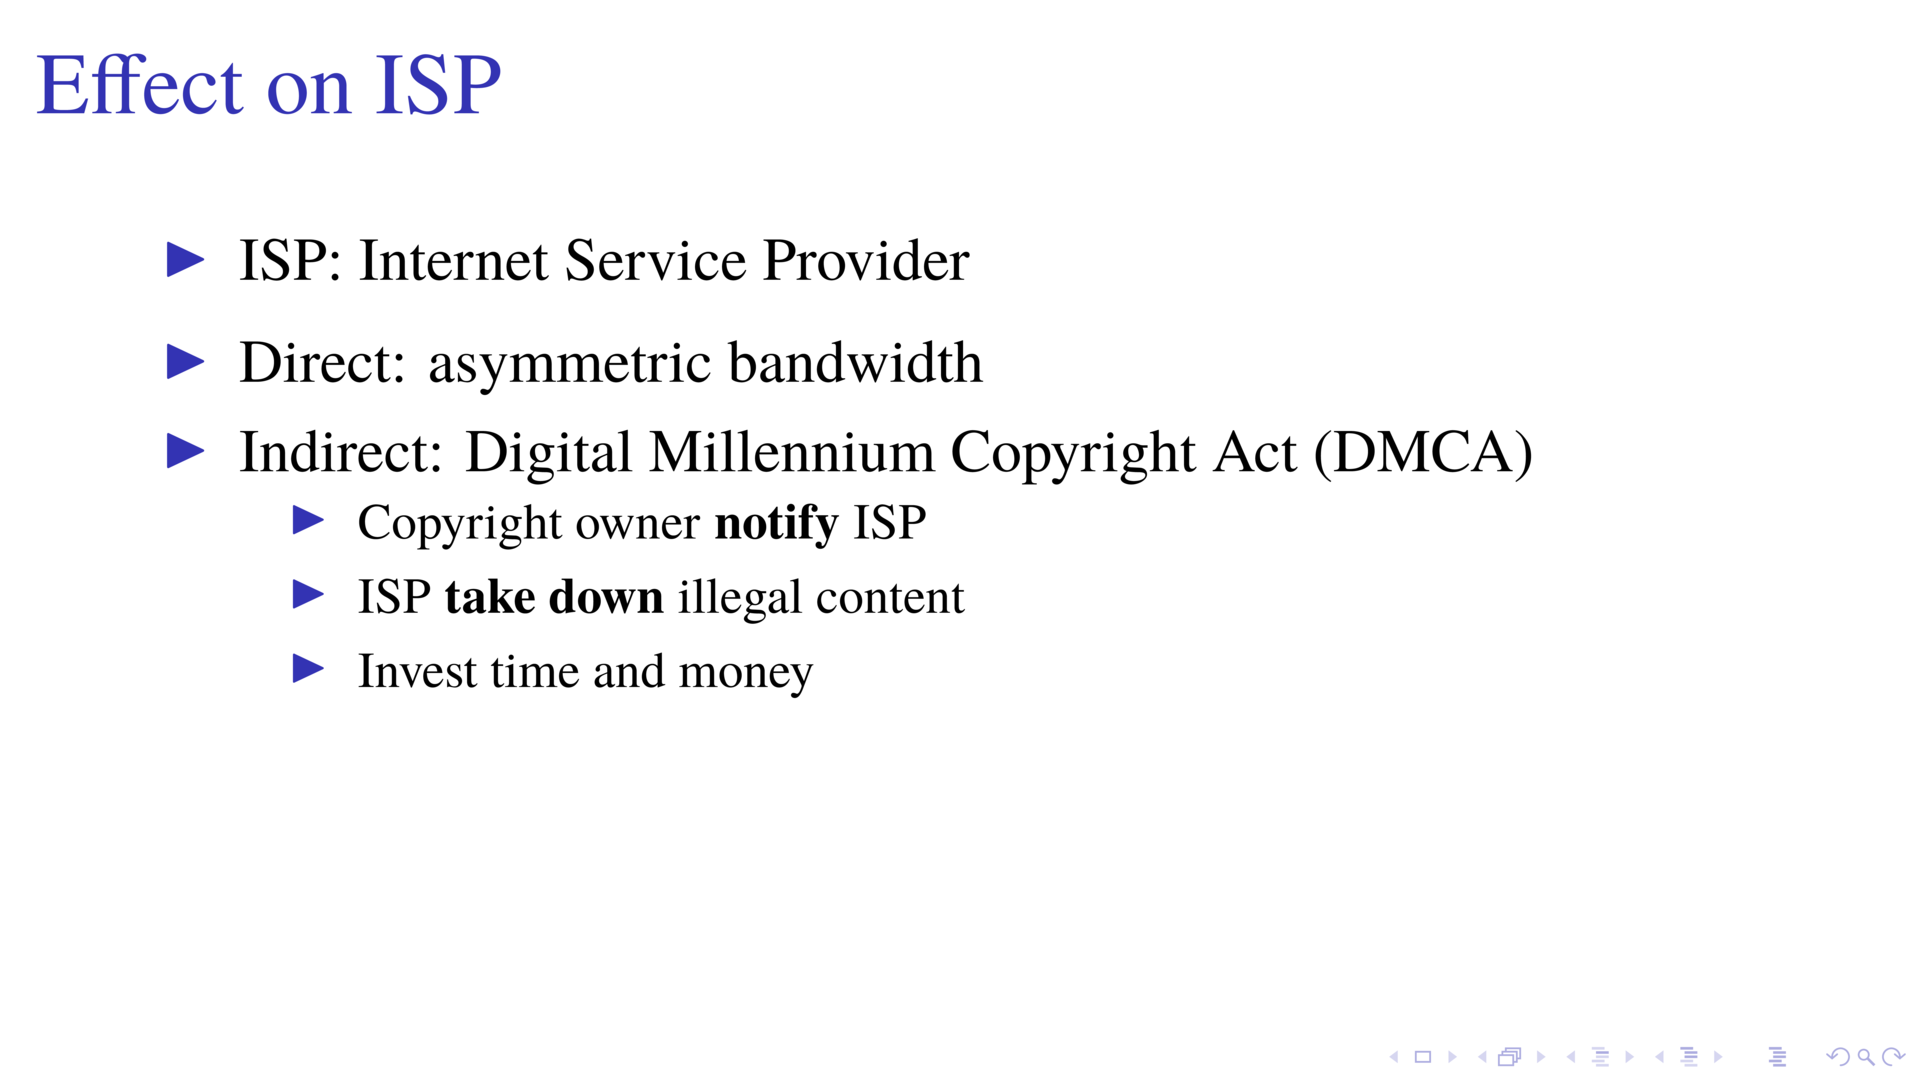 Effect on ISP
ISP: Internet Service Provider
Direct: asymmetric bandwidth
Indirect: Digital Millennium Copyright Act (DMCA)
Copyright owner notify ISP
ISP take down illegal content
Invest time and money